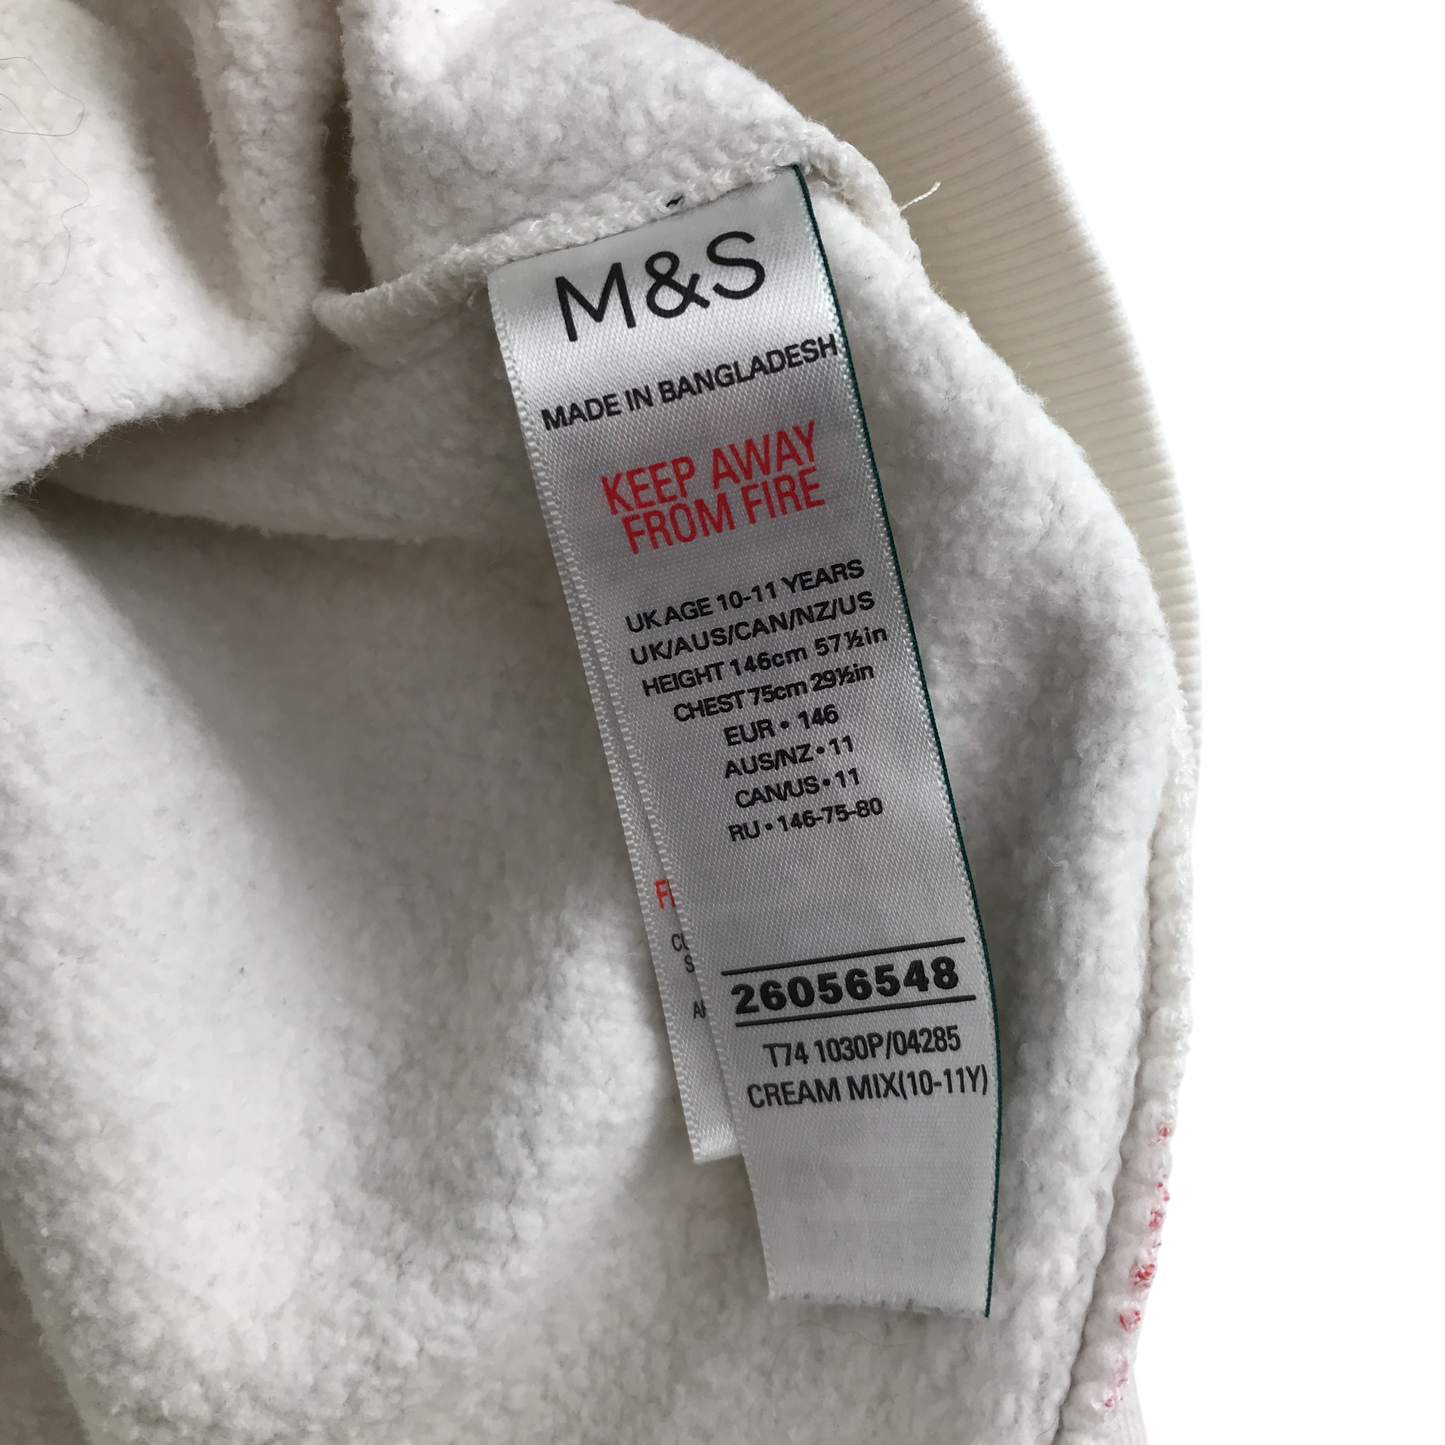 M&S
MADE IN BANGLADESH
KEEP AWAY
FROM FIRE
UK AGE 10-11 YEARS
UK/AUS/CAN/NZ/US
HEIGHT 146cm 57½in
CHEST 75cm 29½in
EUR • 146
AUS/NZ • 11
CAN/US • 11
RU • 146-75-80
26056548
T74 1030P/04285
CREAM MIX(10-11Y)